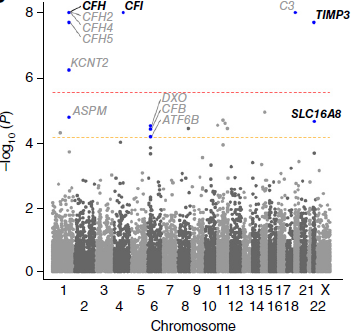 8 CFH CFI C3
CFH2 TIMP3
CFH4
CFH5
KCNT2
6
DXO
ASPM CFB SLC16A8
ATF6B
4
2
0
−log10 (P)
1 3 5 7 9 11 13 15 17 19 21 X
2 4 6 8 10 12 14 16 18 22
Chromosome